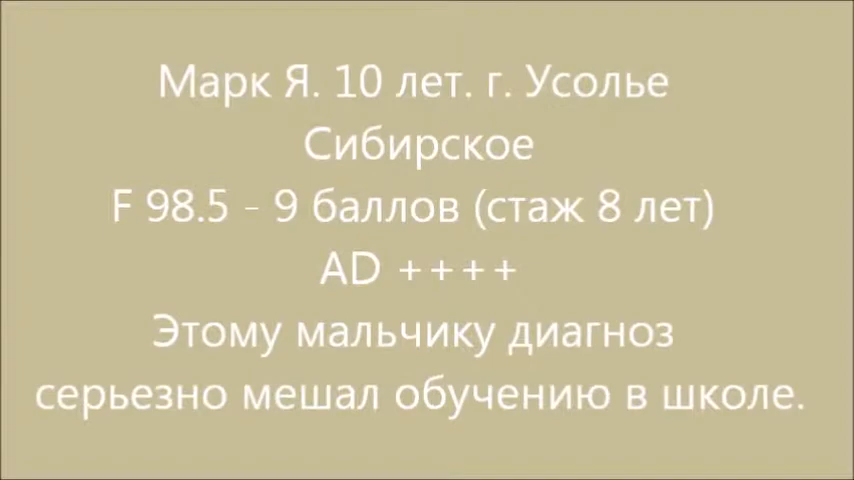 Марк Я. 10 лет. г. Усолье
Сибирское
F 98.5 - 9 баллов (стаж 8 лет)
AD ++++
Этому мальчику диагноз
серьезно мешал обучению в школе.